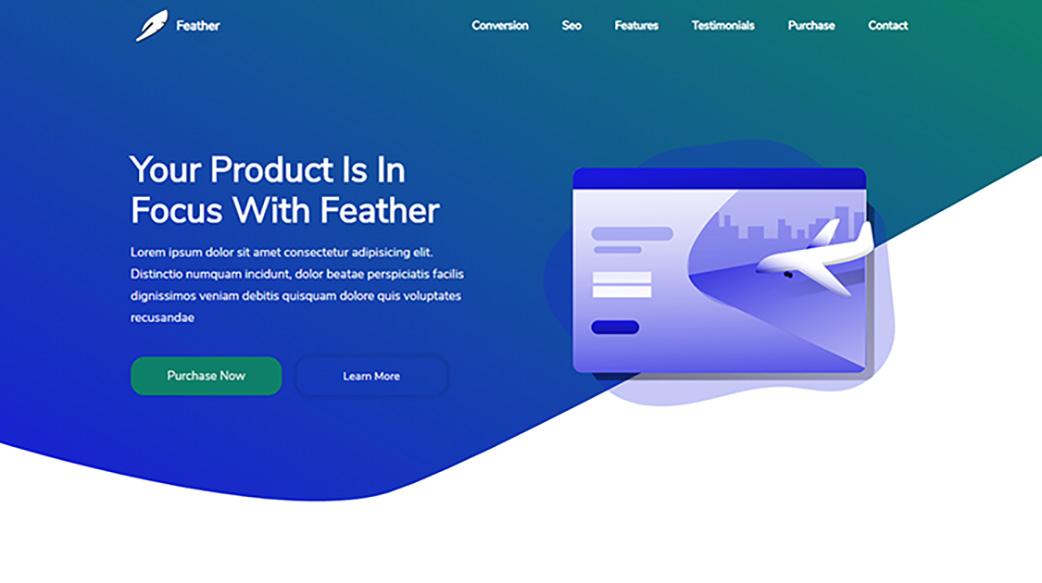 Feather
Conversion Seo Features Testimonials Purchase Contact
Your Product Is In
Focus With Feather
Lorem ipsum dolor sit amet consectetur adipisicing elit.
Distinctio numquam incidunt, dolor beatae perspiciatis facilis
dignissimos veniam debitis quisquam dolore quis voluptates
recusandae
Purchase Now
Learn More